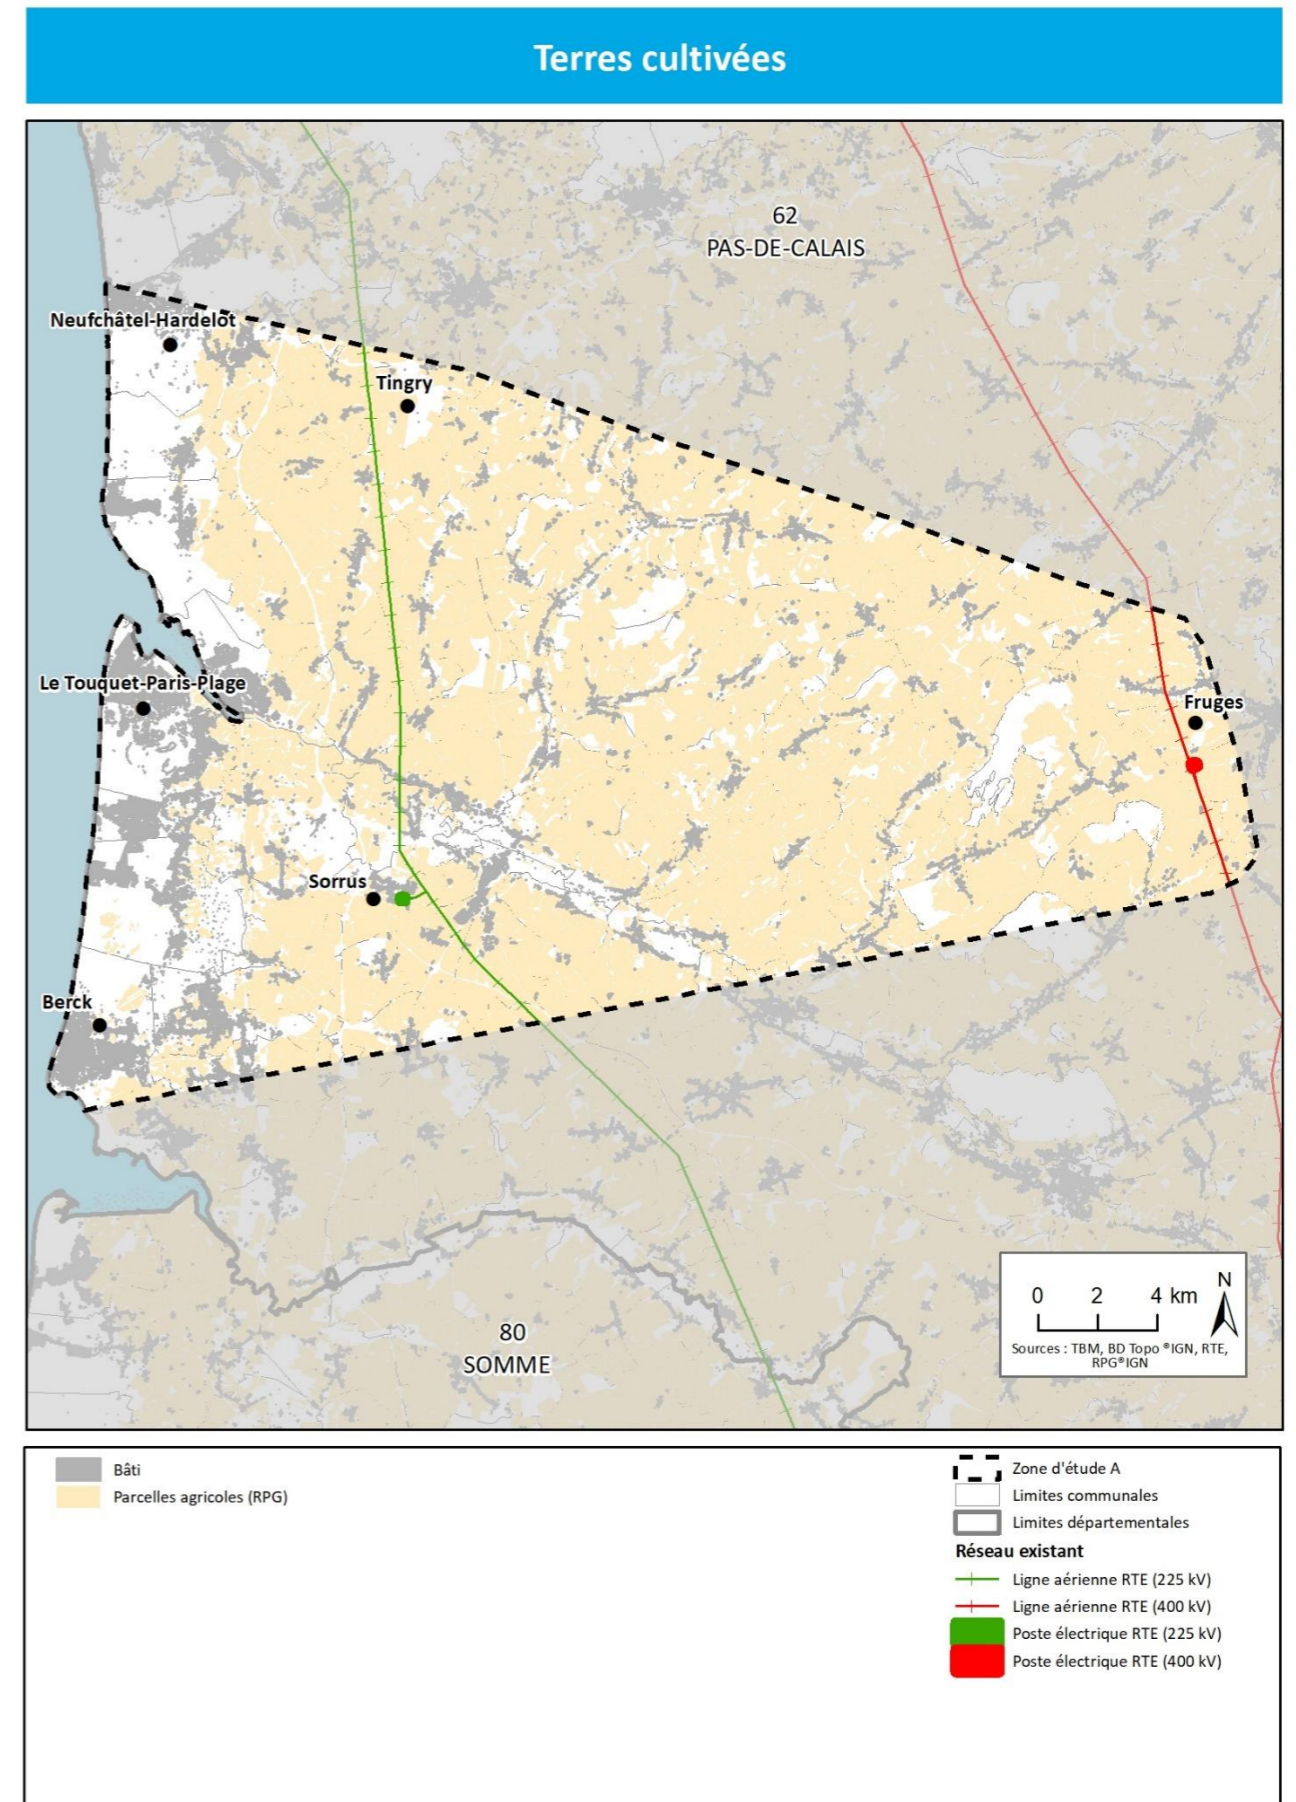 Terres cultivées
62
PAS-DE-CALAIS
Neufchâtel-Hardelot
Tingry
Le Touquet-Paris-Plage
Fruges
Sorrus
Berck
80
SOMME
0 2 4 km
N
Sources : TBM, BD Topo ®IGN, RTE,
RPG®IGN
Bâti
Parcelles agricoles (RPG)
Zone d'étude A
Limites communales
Limites départementales
Réseau existant
Ligne aérienne RTE (225 kV)
Ligne aérienne RTE (400 kV)
Poste électrique RTE (225 kV)
Poste électrique RTE (400 kV)